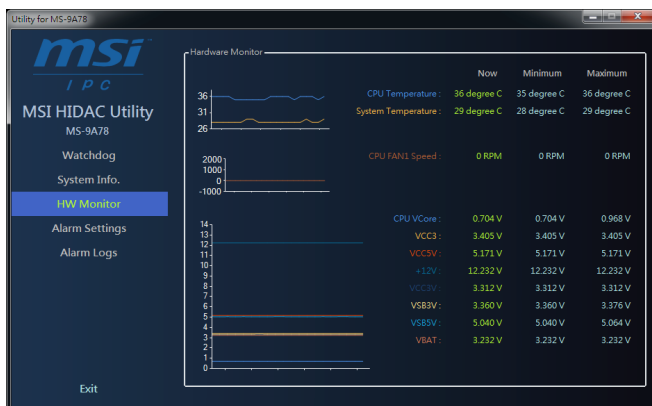 Utility for MS-9A78
msi
IPC
MSI HIDAC Utility
MS-9A78
Watchdog
System Info.
HW Monitor
Alarm Settings
Alarm Logs
Exit
Hardware Monitor
Now Minimum Maximum
36
31
26
CPU Temperature : 36 degree C 35 degree C 36 degree C
System Temperature : 29 degree C 28 degree C 29 degree C
2000
1000
0
-1000
CPU FAN1 Speed : 0 RPM 0 RPM 0 RPM
14
13
12
11
10
9
8
7
6
5
4
3
2
1
0
CPU VCore : 0.704 V 0.704 V 0.968 V
VCC3 : 3.405 V 3.405 V 3.405 V
VCC5V : 5.171 V 5.171 V 5.171 V
+12V : 12.232 V 12.232 V 12.232 V
VCC3V : 3.312 V 3.312 V 3.312 V
VSB3V : 3.360 V 3.360 V 3.376 V
VSB5V : 5.040 V 5.040 V 5.064 V
VBAT : 3.232 V 3.232 V 3.232 V